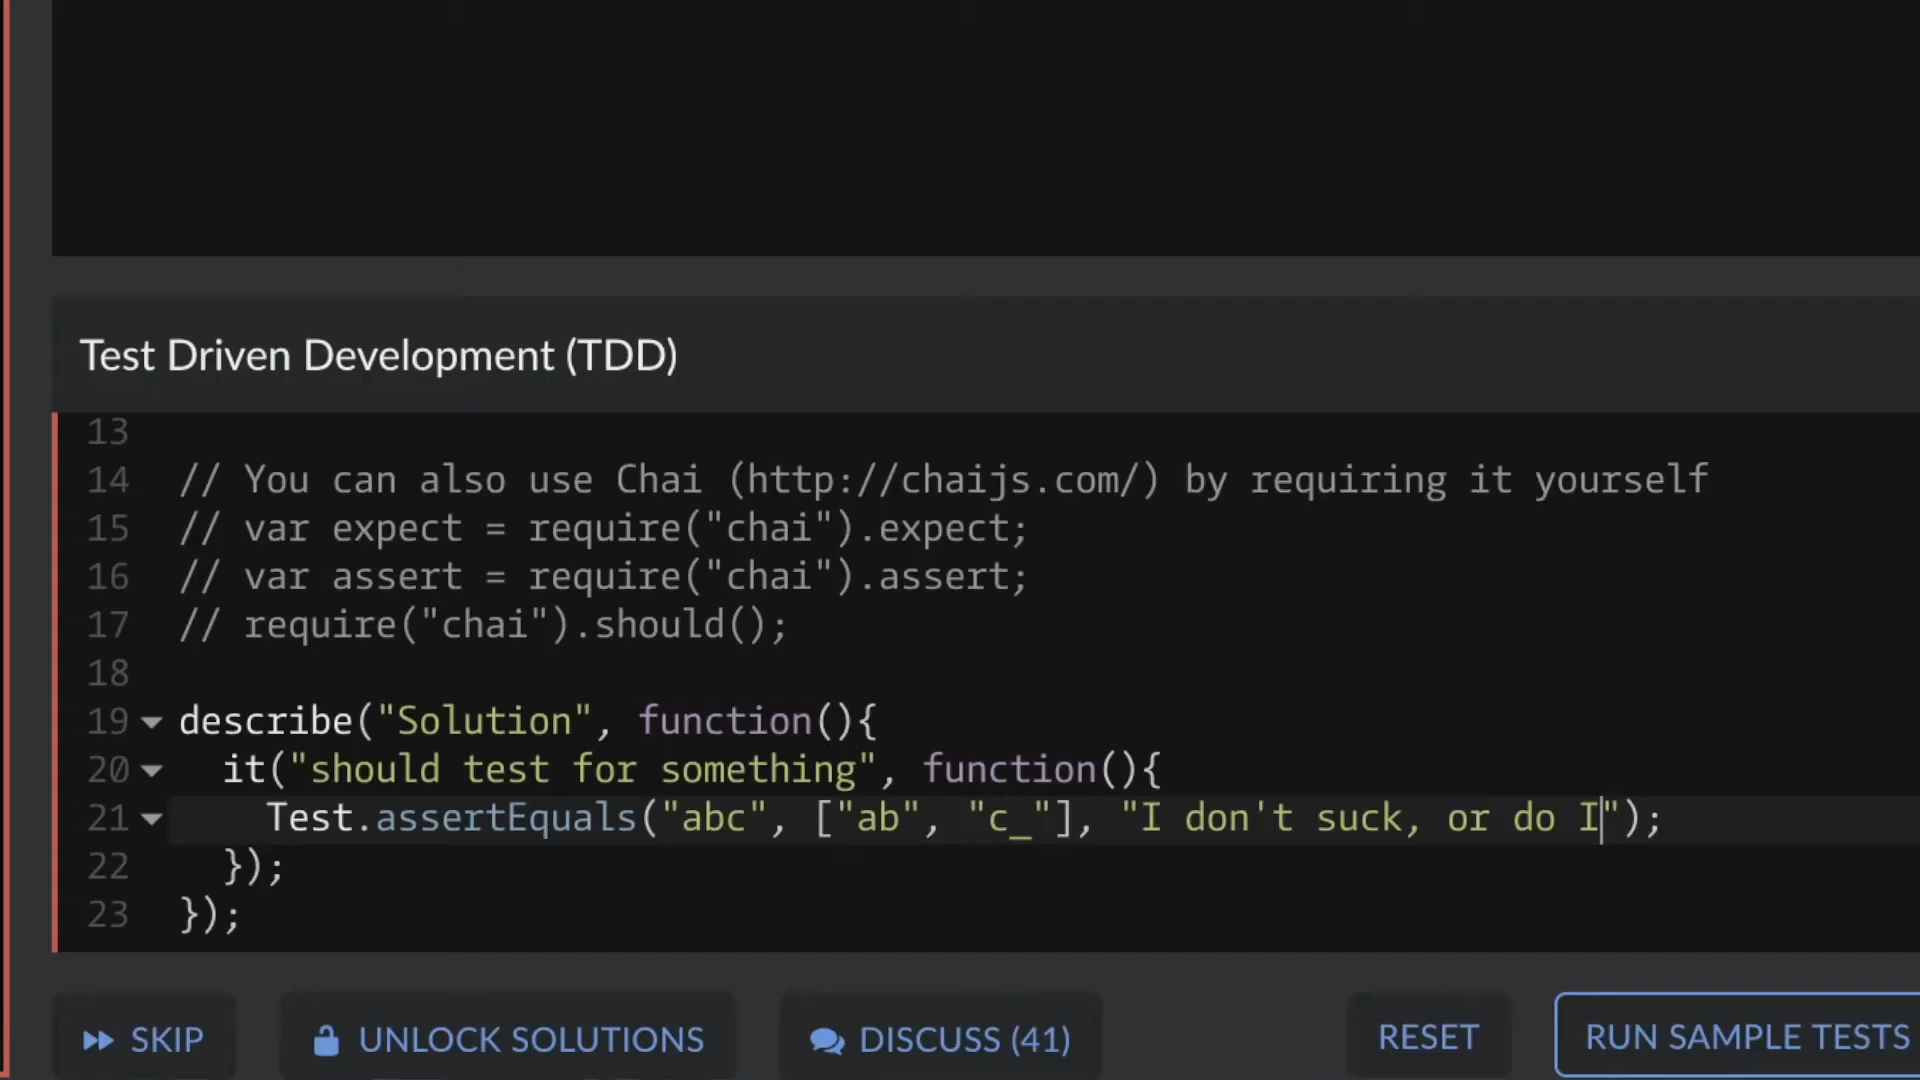 Test Driven Development (TDD)
13
14 // You can also use Chai (http://chaijs.com/) by requiring it yourself
15 // var expect = require("chai").expect;
16 // var assert = require("chai").assert;
17 // require("chai").should();
18
19 describe("Solution", function(){
20 it("should test for something", function(){
21 Test.assertEquals("abc", ["ab", "c_"], "I don't suck, or do I");
22 });
23 });
SKIP UNLOCK SOLUTIONS DISCUSS (41) RESET RUN SAMPLE TESTS